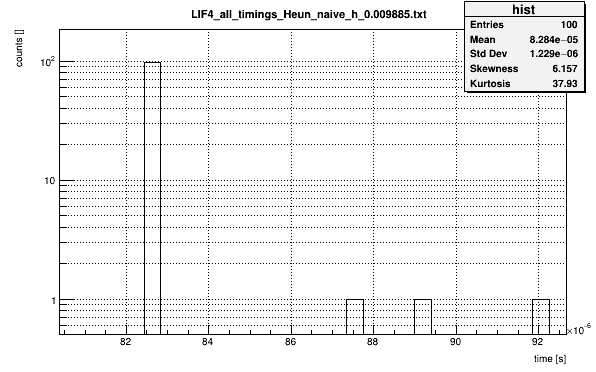 LIF4_all_timings_Heun_naive_h_0.009885.txt
hist
Entries 100
Mean 8.284e−05
Std Dev 1.229e−06
Skewness 6.157
Kurtosis 37.93
counts []
10²
10
1
82 84 86 88 90 92
×10⁻⁶
time [s]